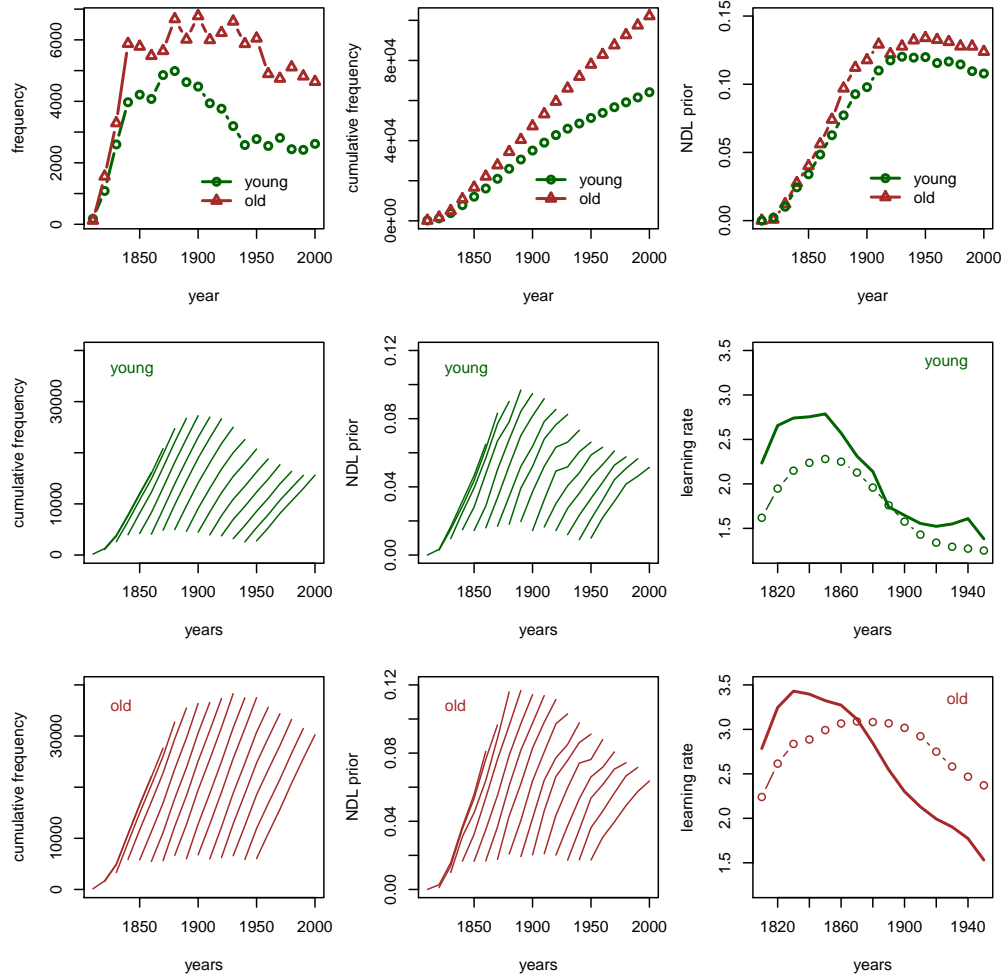 frequency
0 2000 4000 6000
young
old
1850 1900 1950 2000
year
cumulative frequency
0e+00 4e+04 8e+04
young
old
1850 1900 1950 2000
year
NDL prior
0.00 0.05 0.10 0.15
young
old
1850 1900 1950 2000
year
cumulative frequency
0 10000 30000
young
1850 1900 1950 2000
years
NDL prior
0.00 0.04 0.08 0.12
young
1850 1900 1950 2000
years
learning rate
1.5 2.0 2.5 3.0 3.5
young
1820 1860 1900 1940
years
cumulative frequency
0 10000 30000
old
1850 1900 1950 2000
years
NDL prior
0.00 0.04 0.08 0.12
old
1850 1900 1950 2000
years
learning rate
1.5 2.0 2.5 3.0 3.5
old
1820 1860 1900 1940
years